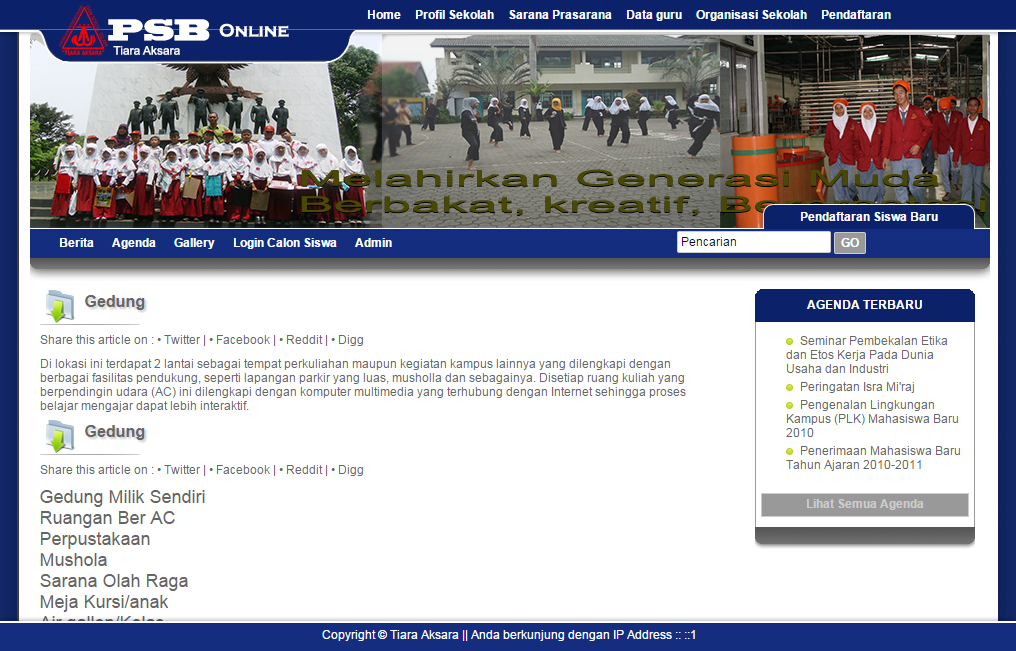 Home Profil Sekolah Sarana Prasarana Data guru Organisasi Sekolah Pendaftaran
PSB ONLINE
Tiara Aksara
TIARA AKSARA
Melahirkan Generasi Muda
Berbakat, kreatif,
Pendaftaran Siswa Baru
Berita Agenda Gallery Login Calon Siswa Admin
Pencarian GO
Gedung
Share this article on : • Twitter | • Facebook | • Reddit | • Digg
Di lokasi ini terdapat 2 lantai sebagai tempat perkuliahan maupun kegiatan kampus lainnya yang dilengkapi dengan
berbagai fasilitas pendukung, seperti lapangan parkir yang luas, musholla dan sebagainya. Disetiap ruang kuliah yang
berpendingin udara (AC) ini dilengkapi dengan komputer multimedia yang terhubung dengan Internet sehingga proses
belajar mengajar dapat lebih interaktif.
Gedung
Share this article on : • Twitter | • Facebook | • Reddit | • Digg
Gedung Milik Sendiri
Ruangan Ber AC
Perpustakaan
Mushola
Sarana Olah Raga
Meja Kursi/anak
Air gallon/Kelas
AGENDA TERBARU
Seminar Pembekalan Etika
dan Etos Kerja Pada Dunia
Usaha dan Industri
Peringatan Isra Mi'raj
Pengenalan Lingkungan
Kampus (PLK) Mahasiswa Baru
2010
Penerimaan Mahasiswa Baru
Tahun Ajaran 2010-2011
Lihat Semua Agenda
Copyright © Tiara Aksara || Anda berkunjung dengan IP Address :: ::1